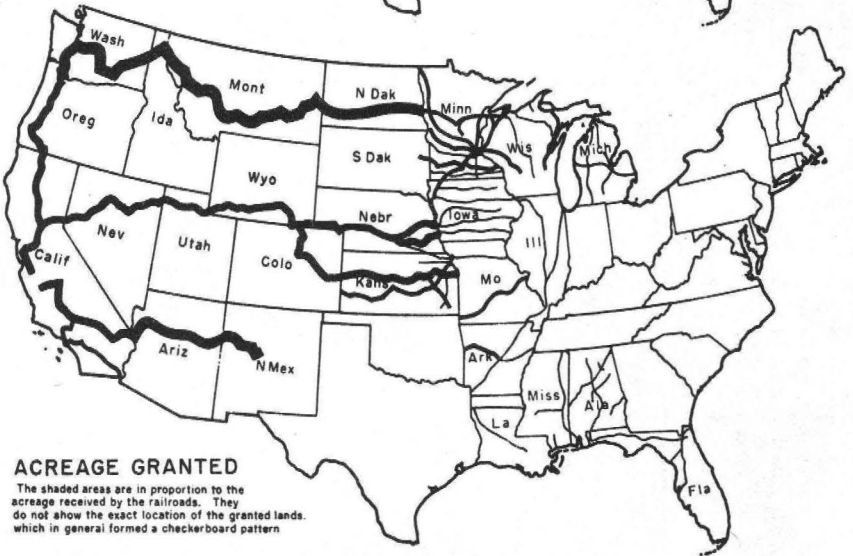 Wash
Mont
N Dak
Minn
Oreg
Ida
S Dak
Wis
Mich
Wyo
Nebr
Iowa
Nev
Utah
Colo
Ill
Calif
Kans
Mo
Ariz
N Mex
Ark
Miss
Ala
La
Fla
ACREAGE GRANTED
The shaded areas are in proportion to the
acreage received by the railroads. They
do not show the exact location of the granted lands.
which in general formed a checkerboard pattern